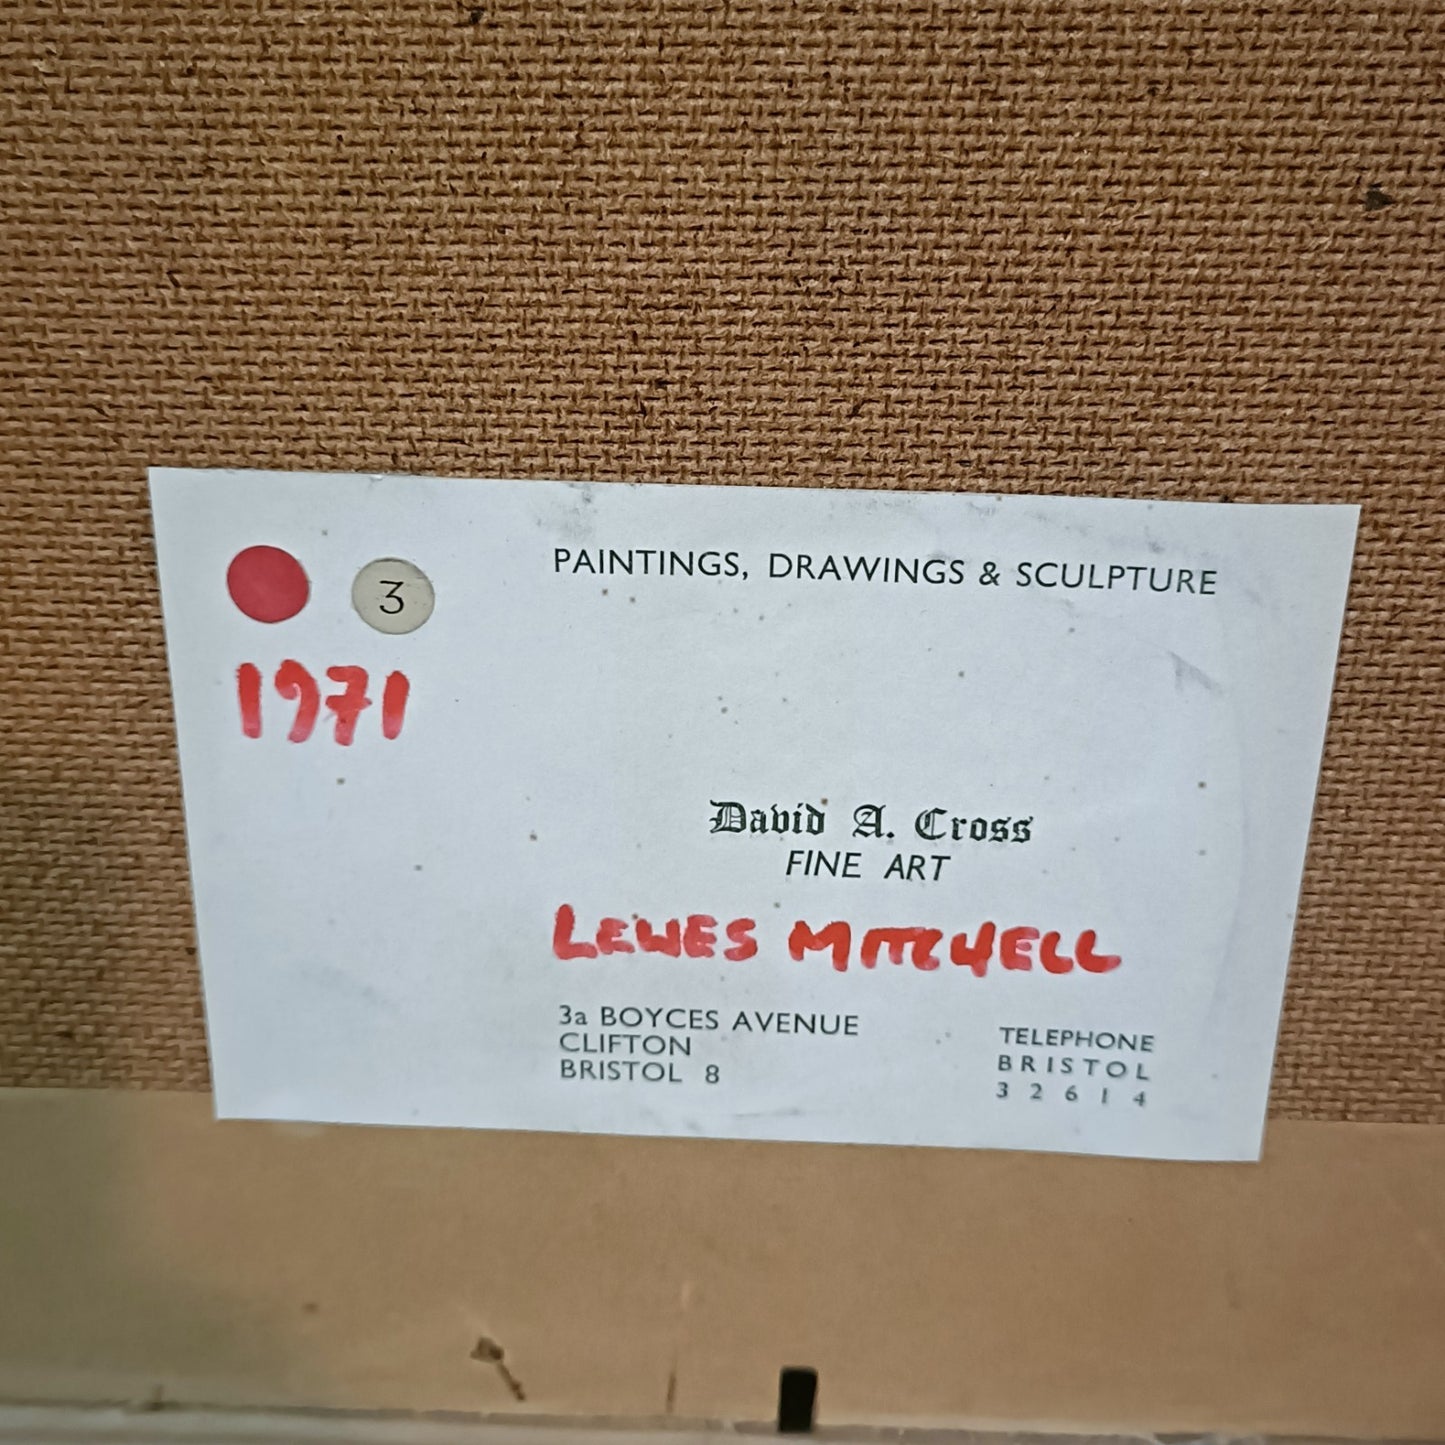 PAINTINGS, DRAWINGS & SCULPTURE
3
1971
David A. Cross
FINE ART
LEWES MITCHELL
3a BOYCES AVENUE
CLIFTON
BRISTOL 8
TELEPHONE
BRISTOL
32614